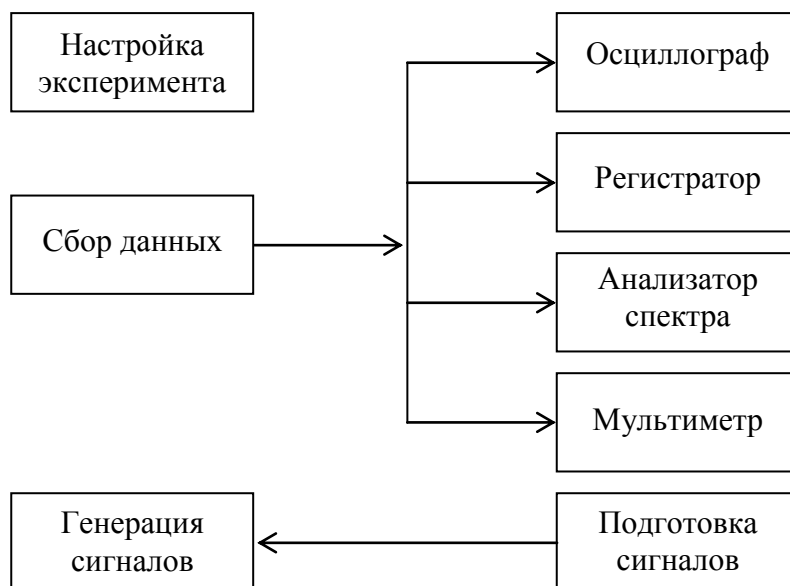 Настройка
эксперимента
Осциллограф
Регистратор
Сбор данных
Анализатор
спектра
Мультиметр
Генерация
сигналов
Подготовка
сигналов